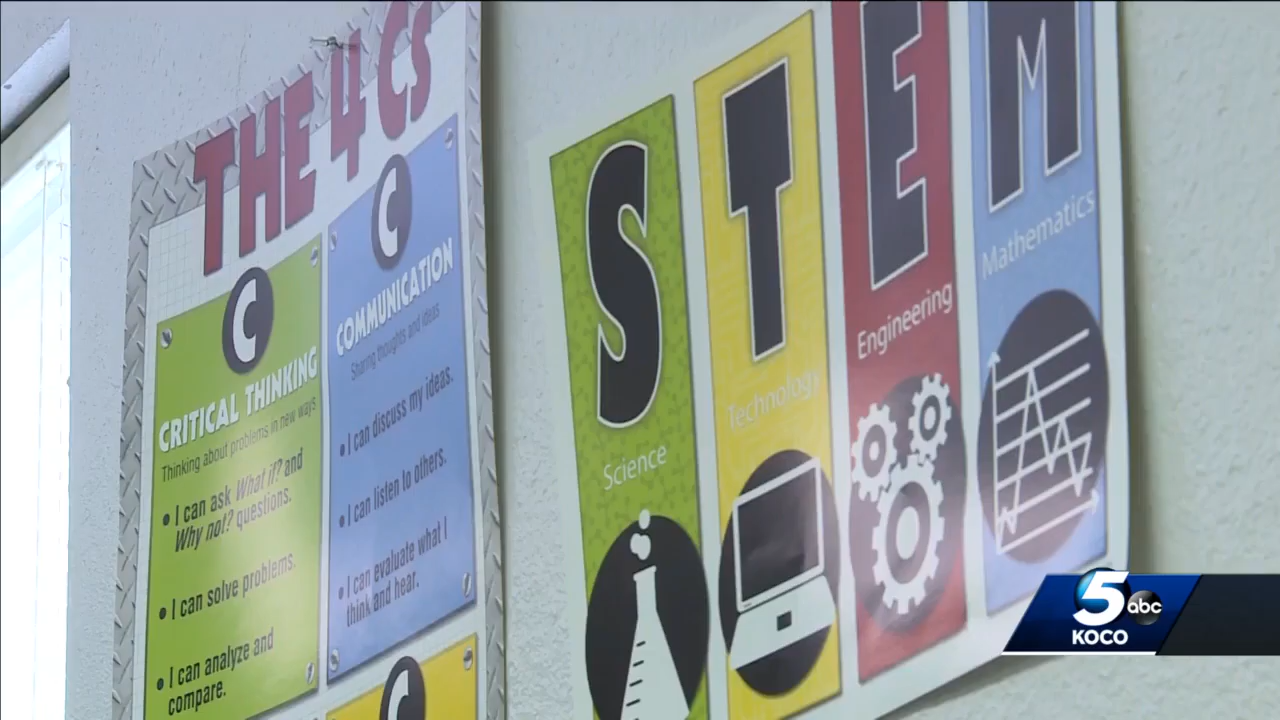 THE 4 CS
C
CRITICAL THINKING
Thinking about problems in new ways
• I can ask What if? and
Why not? questions.
• I can solve problems.
• I can analyze and
compare.
C
COMMUNICATION
Sharing thoughts and ideas
• I can discuss my ideas.
• I can listen to others.
• I can evaluate what I
think and hear.
C
S
Science
T
Technology
E
Engineering
M
Mathematics
5 abc
KOCO